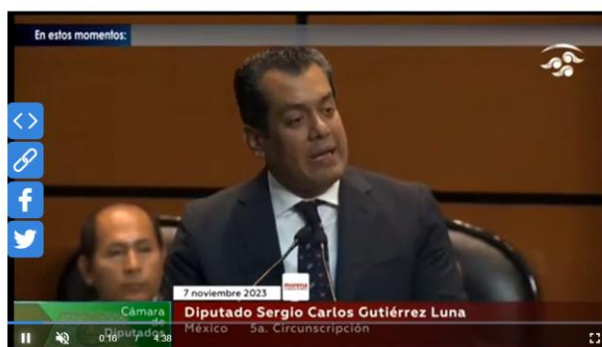 En estos momentos:
7 noviembre 2023
morena
Cámara
de
Diputados
Diputado Sergio Carlos Gutiérrez Luna
México 5a. Circunscripción
0:16 / 4:38